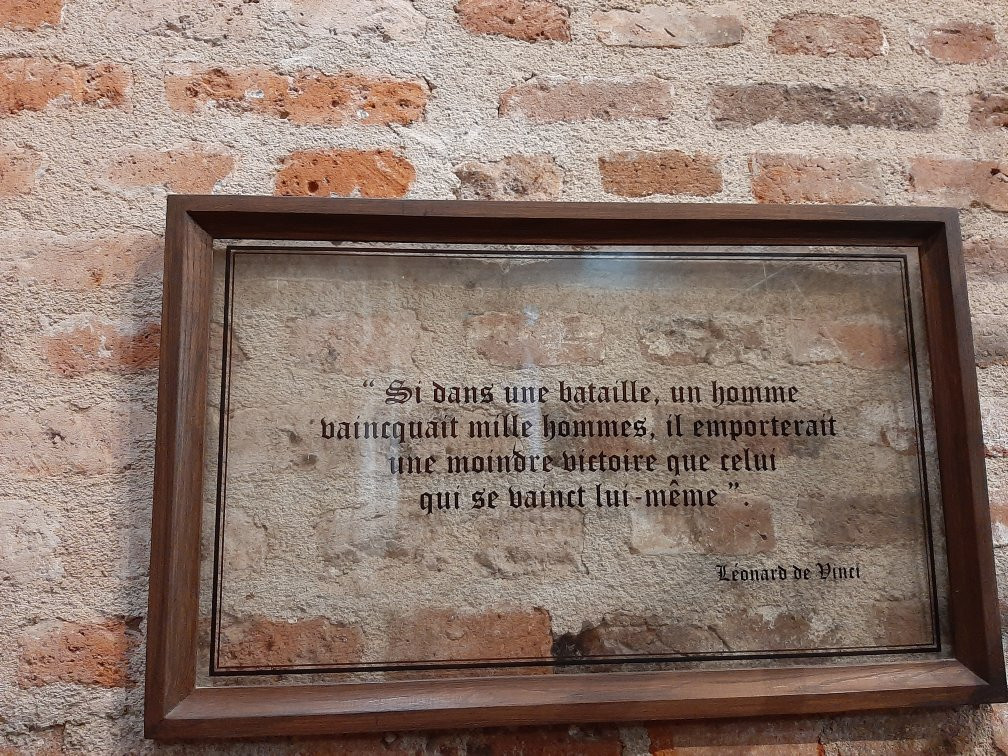 “ Si dans une bataille, un homme
vaincquait mille hommes, il emporterait
une moindre victoire que celui
qui se vainct lui-même ”.
Léonard de Vinci